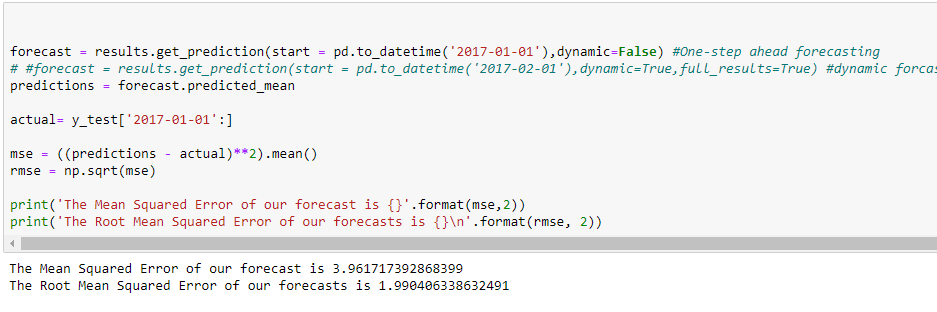 forecast = results.get_prediction(start = pd.to_datetime('2017-01-01'),dynamic=False) #One-step ahead forecasting
# #forecast = results.get_prediction(start = pd.to_datetime('2017-02-01'),dynamic=True,full_results=True) #dynamic forcas
predictions = forecast.predicted_mean
actual= y_test['2017-01-01':]
mse = ((predictions - actual)**2).mean()
rmse = np.sqrt(mse)
print('The Mean Squared Error of our forecast is {}'.format(mse,2))
print('The Root Mean Squared Error of our forecasts is {}\n'.format(rmse, 2))
The Mean Squared Error of our forecast is 3.961717392868399
The Root Mean Squared Error of our forecasts is 1.990406338632491